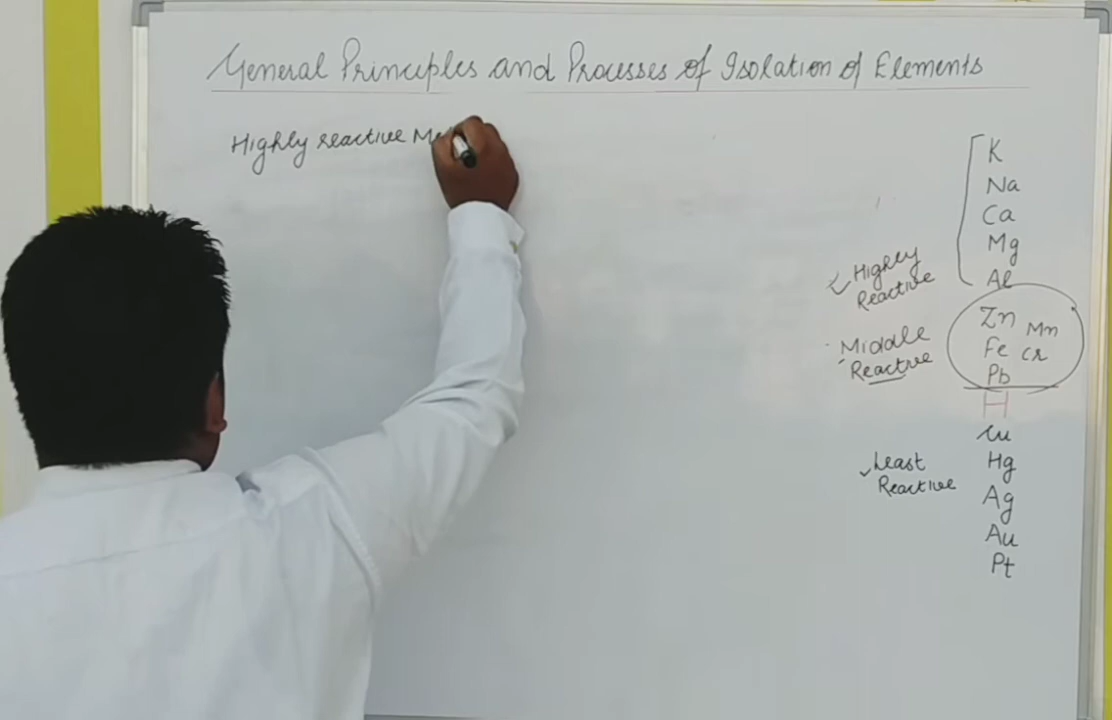 General Principles and Processes of Isolation of Elements
Highly reactive
K
Na
Ca
Mg
Al
Highly
Reactive
Zn Mn
Fe Cr
Pb
Middle
Reactive
H
Cu
Hg
Ag
Au
Pt
Least
Reactive